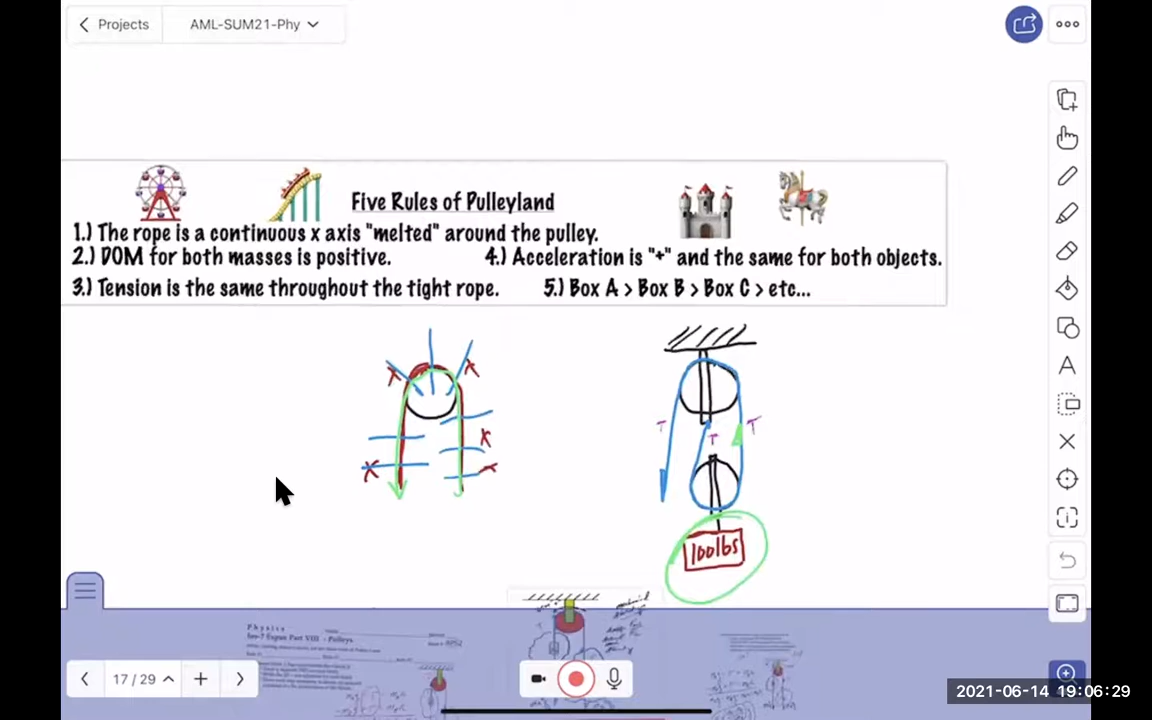 Projects
AML-SUM21-Phy
Five Rules of Pulleyland
1.) The rope is a continuous x axis "melted" around the pulley.
2.) DOM for both masses is positive. 4.) Acceleration is "+" and the same for both objects.
3.) Tension is the same throughout the tight rope. 5.) Box A > Box B > Box C > etc...
x x
T T T
x
x x
100lbs
Physics
17 / 29
2021-06-14 19:06:29